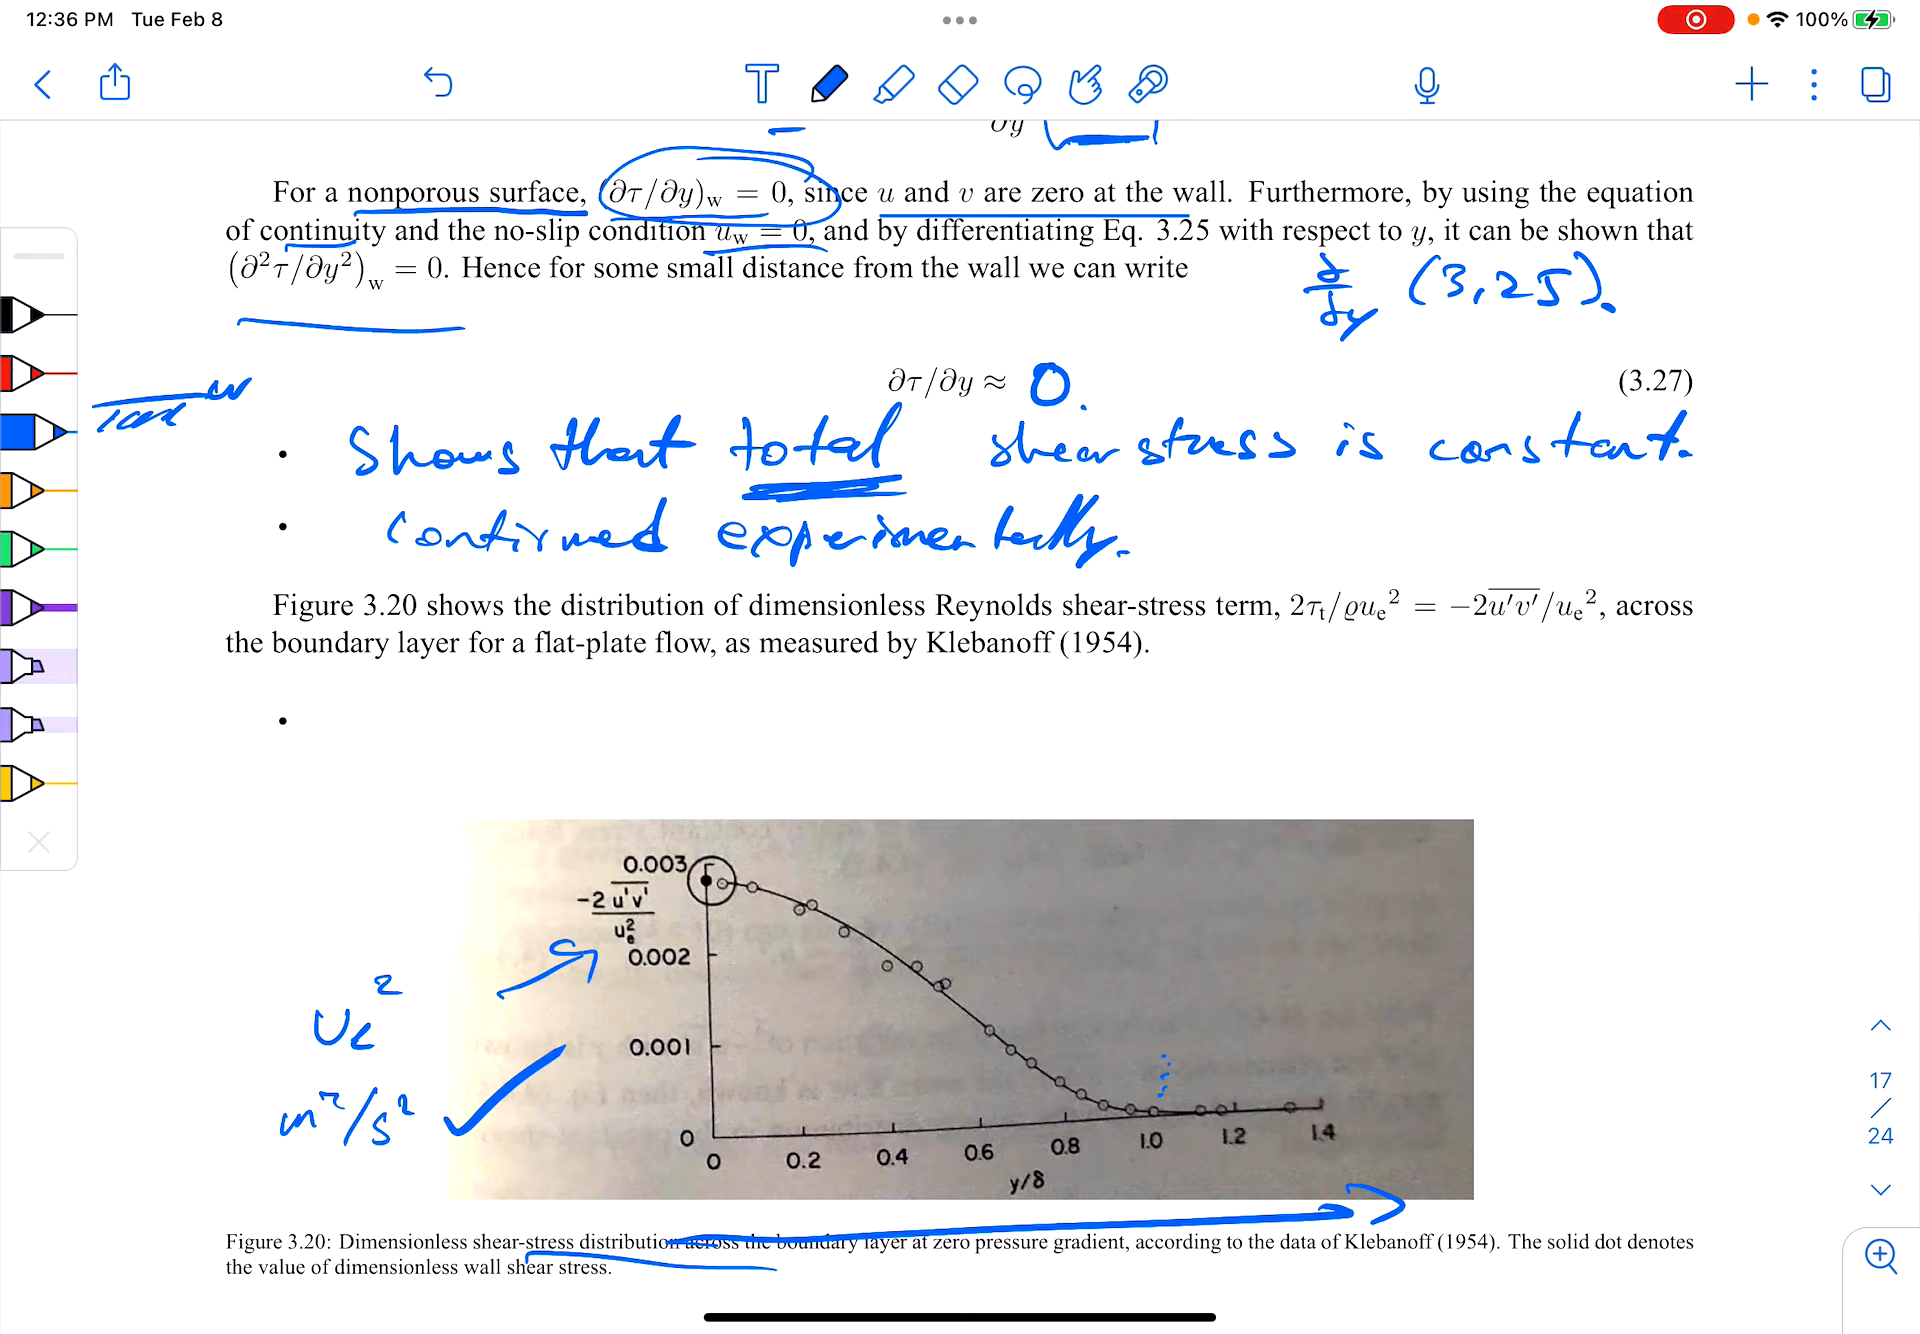 12:36 PM Tue Feb 8
100%
∂y
For a nonporous surface, (∂τ/∂y)w = 0, since u and v are zero at the wall. Furthermore, by using the equation
of continuity and the no-slip condition uw = 0, and by differentiating Eq. 3.25 with respect to y, it can be shown that
(∂²τ/∂y²)w = 0. Hence for some small distance from the wall we can write
∂/∂y (3,25).
∂τ/∂y ≈ 0. (3.27)
• Shows that total shear stress is constant.
• Confirmed experimentally.
Figure 3.20 shows the distribution of dimensionless Reynolds shear-stress term, 2τt/ϱue² = −2u′v′/ue², across
the boundary layer for a flat-plate flow, as measured by Klebanoff (1954).
•
0.003
-2 u'v'
ue²
0.002
0.001
0
0 0.2 0.4 0.6 0.8 1.0 1.2 1.4
y/δ
Ue²
m²/s²
17
/
24
Figure 3.20: Dimensionless shear-stress distribution across the boundary layer at zero pressure gradient, according to the data of Klebanoff (1954). The solid dot denotes
the value of dimensionless wall shear stress.